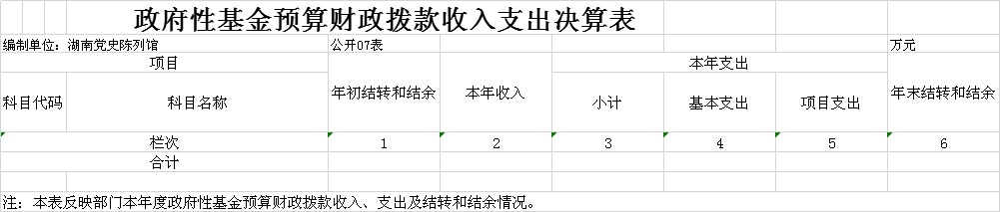 政府性基金预算财政拨款收入支出决算表
编制单位：湖南党史陈列馆 公开07表 万元
项目 年初结转和结余 本年收入 本年支出 年末结转和结余
科目代码 科目名称 小计 基本支出 项目支出
栏次 1 2 3 4 5 6
合计
注：本表反映部门本年度政府性基金预算财政拨款收入、支出及结转和结余情况。